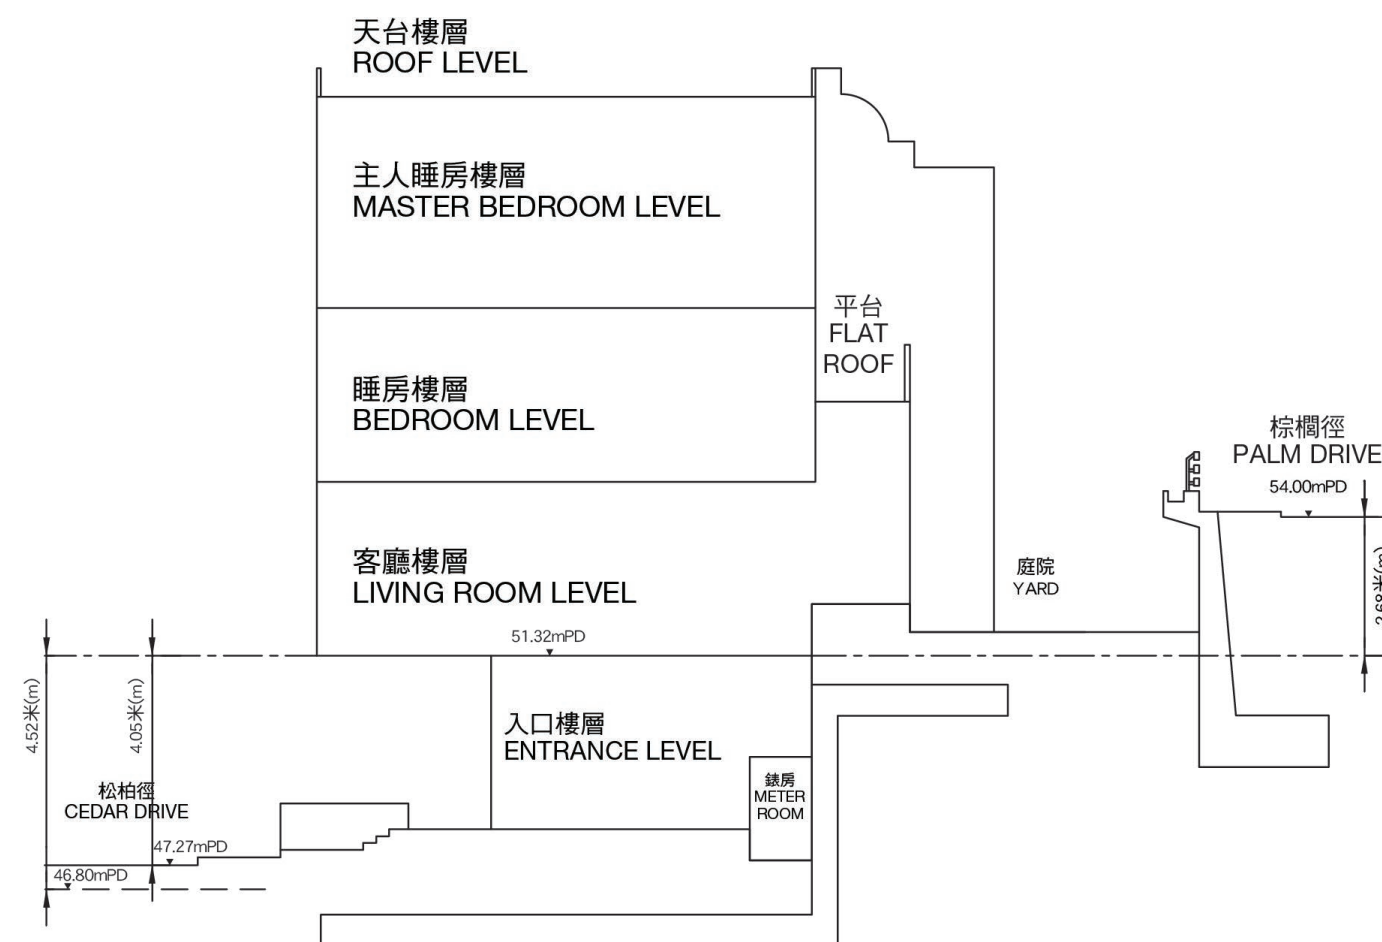 天台樓層
ROOF LEVEL
主人睡房樓層
MASTER BEDROOM LEVEL
平台
FLAT
ROOF
睡房樓層
BEDROOM LEVEL
棕櫚徑
PALM DRIVE
54.00mPD
客廳樓層
LIVING ROOM LEVEL
庭院
YARD
51.32mPD
4.52米(m)
4.05米(m)
入口樓層
ENTRANCE LEVEL
錶房
METER
ROOM
松柏徑
CEDAR DRIVE
47.27mPD
46.80mPD